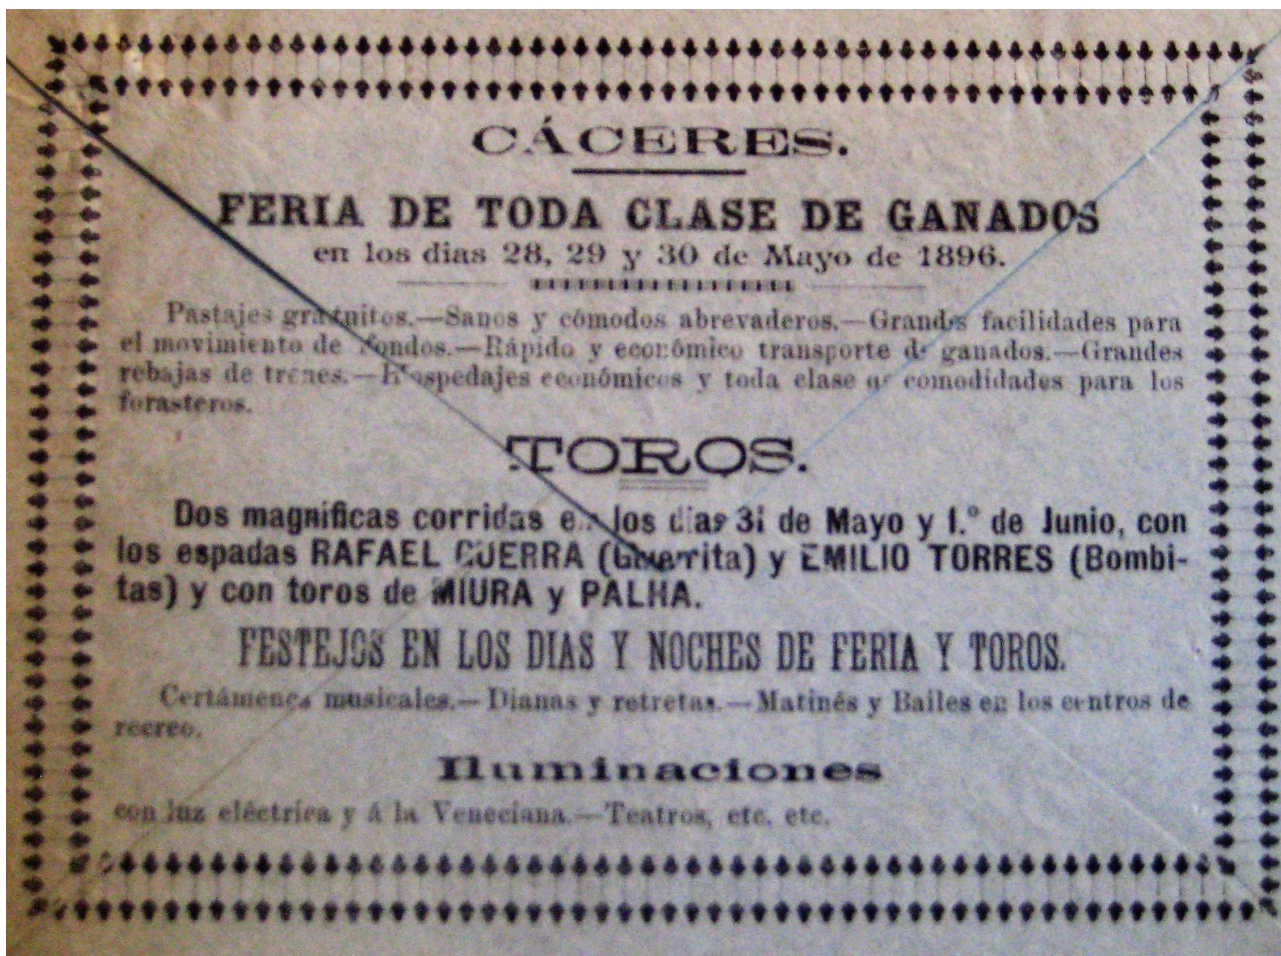 CÁCERES.
FERIA DE TODA CLASE DE GANADOS
en los dias 28, 29 y 30 de Mayo de 1896.
Pastajes gratuitos.—Sanos y cómodos abrevaderos.—Grandes facilidades para
el movimiento de fondos.—Rápido y económico transporte de ganados.—Grandes
rebajas de trenes.—Hospedajes económicos y toda clase de comodidades para los
forasteros.
TOROS.
Dos magníficas corridas en los dias 31 de Mayo y 1.º de Junio, con
los espadas RAFAEL GUERRA (Guerrita) y EMILIO TORRES (Bombi-
tas) y con toros de MIURA y PALHA.
FESTEJOS EN LOS DIAS Y NOCHES DE FERIA Y TOROS.
Certámenes musicales.—Dianas y retretas.—Matinés y Bailes en los centros de
recreo.
Iluminaciones
con luz eléctrica y á la Veneciana.—Teatros, etc. etc.